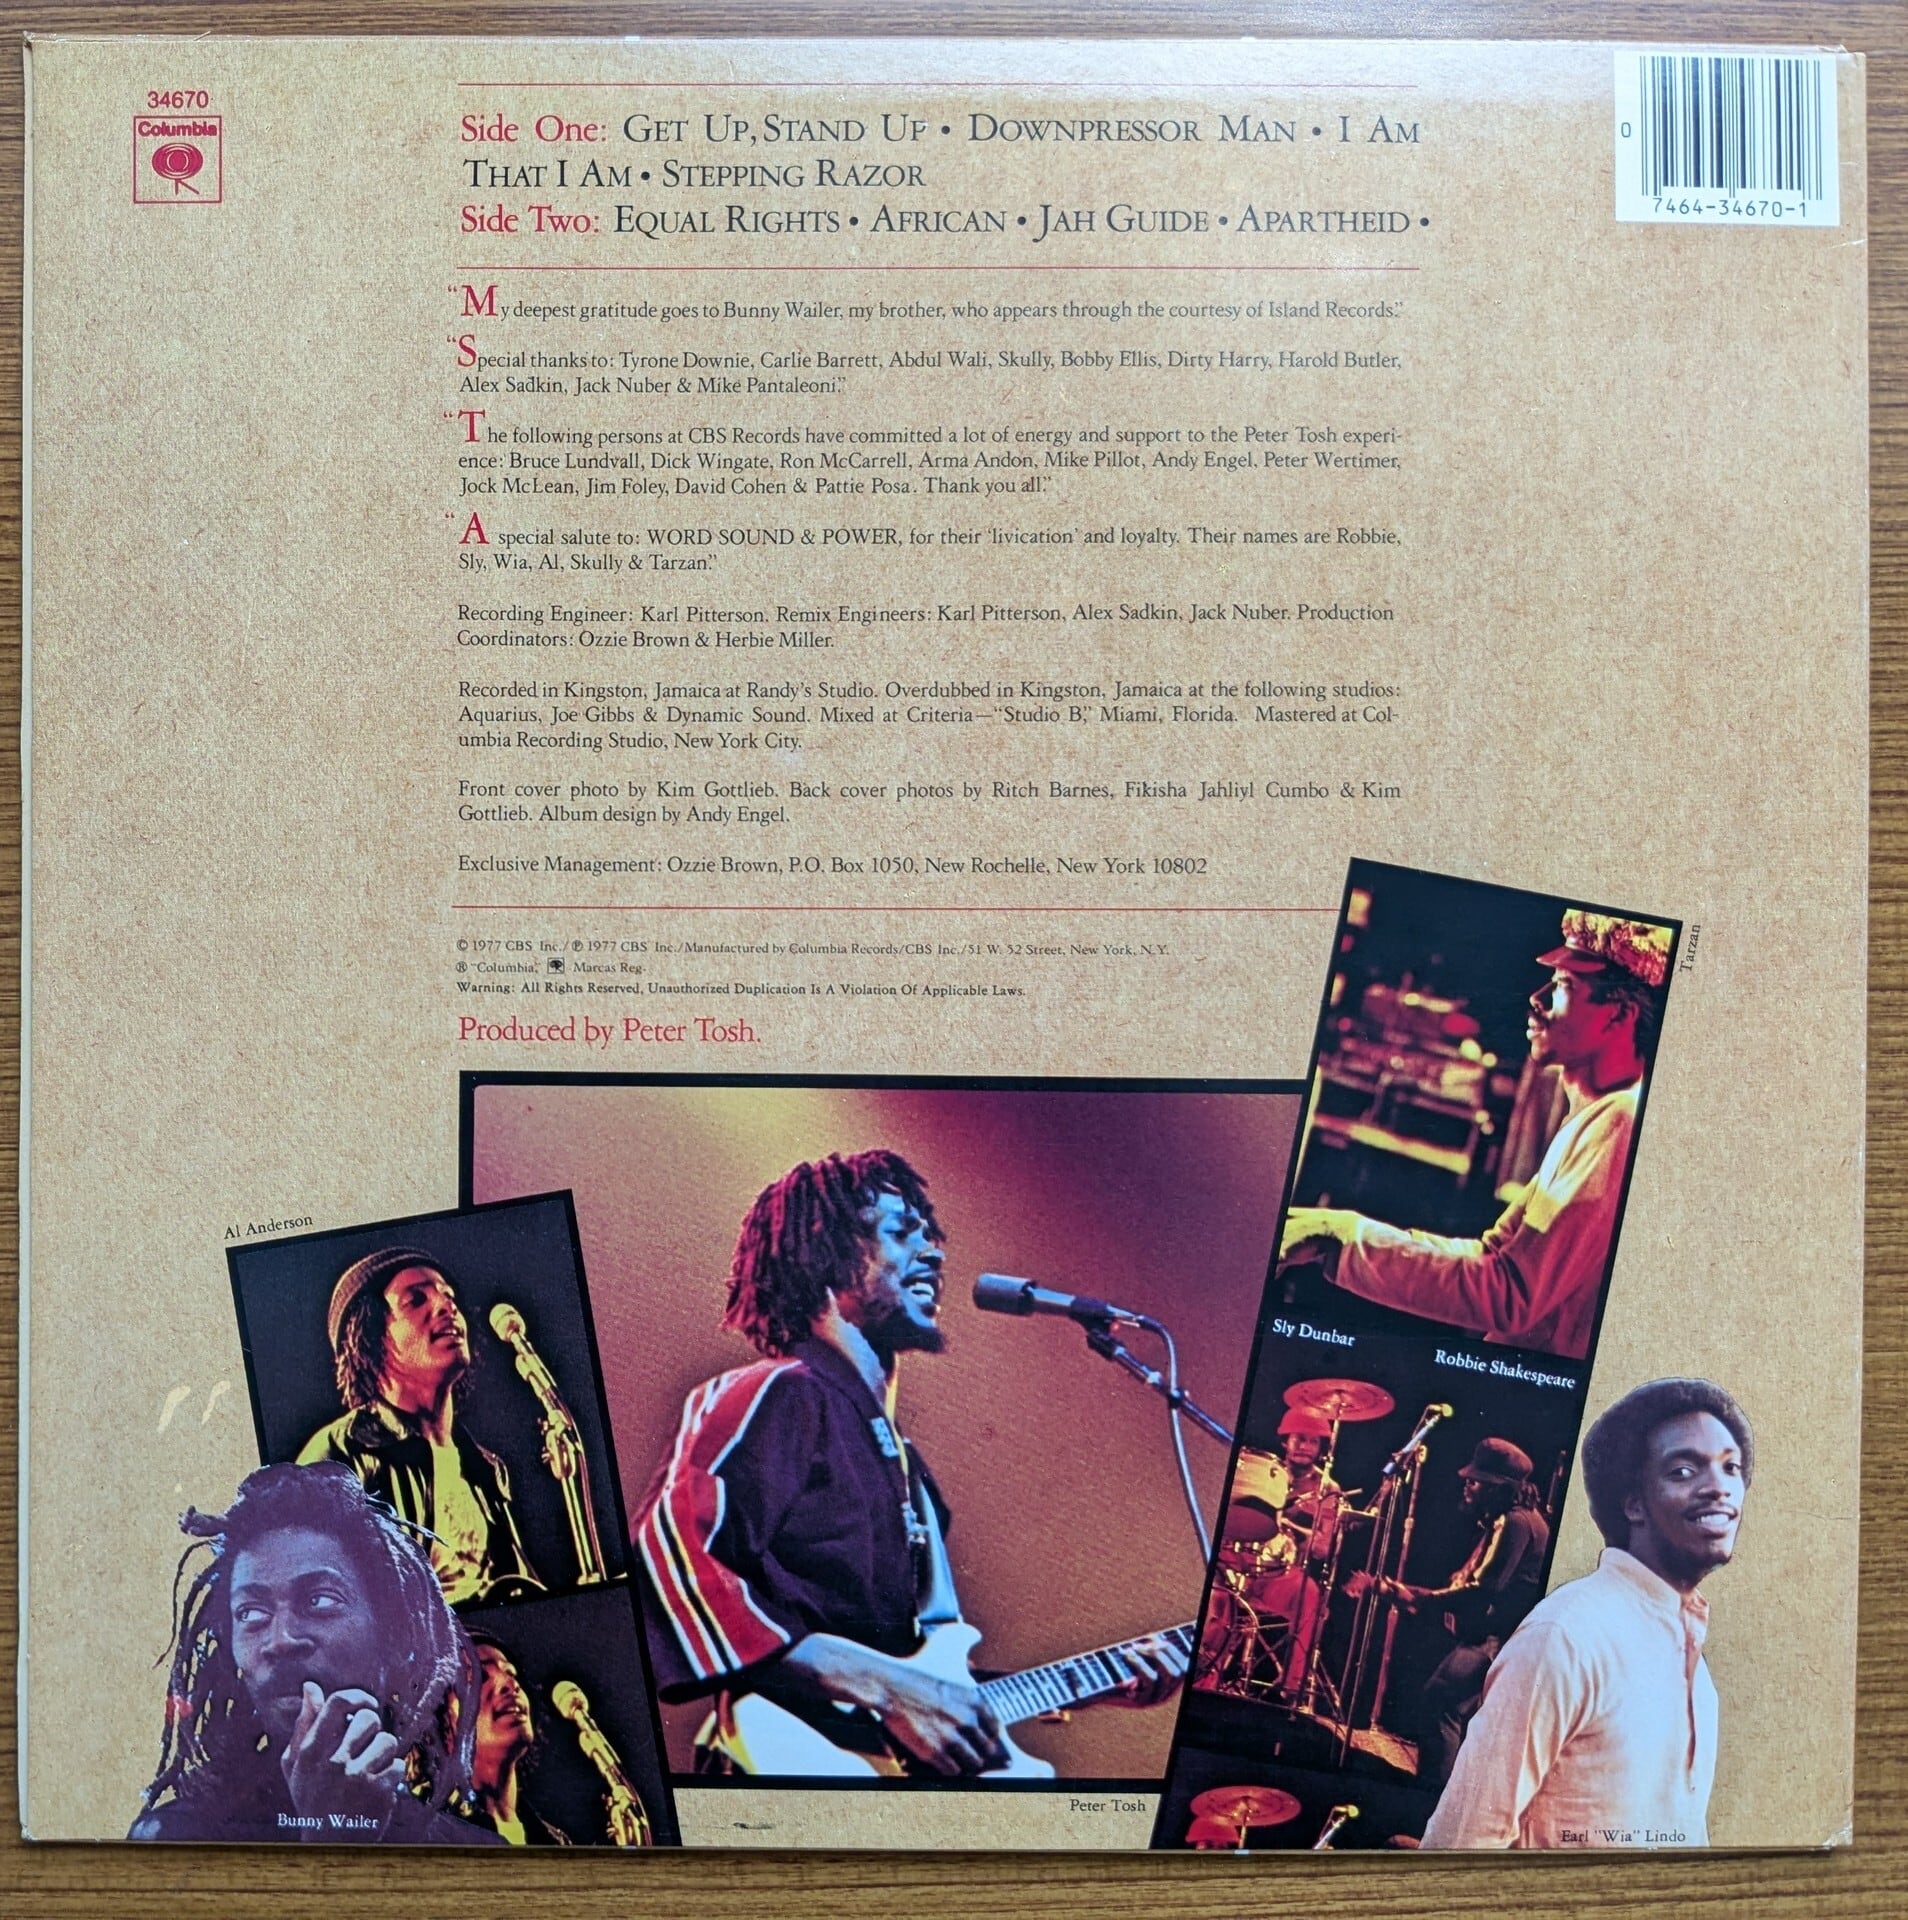 34670
Columbia
Side One: GET UP, STAND UP • DOWNPRESSOR MAN • I AM
THAT I AM • STEPPING RAZOR
Side Two: EQUAL RIGHTS • AFRICAN • JAH GUIDE • APARTHEID •
0
7464-34670-1
"My deepest gratitude goes to Bunny Wailer, my brother, who appears through the courtesy of Island Records."
"Special thanks to: Tyrone Downie, Carlie Barrett, Abdul Wali, Skully, Bobby Ellis, Dirty Harry, Harold Butler,
Alex Sadkin, Jack Nuber & Mike Pantaleoni."
"The following persons at CBS Records have committed a lot of energy and support to the Peter Tosh experi-
ence: Bruce Lundvall, Dick Wingate, Ron McCarrell, Arma Andon, Mike Pillot, Andy Engel, Peter Wertimer,
Jock McLean, Jim Foley, David Cohen & Pattie Posa. Thank you all."
"A special salute to: WORD SOUND & POWER, for their 'livication' and loyalty. Their names are Robbie,
Sly, Wia, Al, Skully & Tarzan."
Recording Engineer: Karl Pitterson. Remix Engineers: Karl Pitterson, Alex Sadkin, Jack Nuber. Production
Coordinators: Ozzie Brown & Herbie Miller.
Recorded in Kingston, Jamaica at Randy's Studio. Overdubbed in Kingston, Jamaica at the following studios:
Aquarius, Joe Gibbs & Dynamic Sound. Mixed at Criteria—"Studio B," Miami, Florida. Mastered at Col-
umbia Recording Studio, New York City.
Front cover photo by Kim Gottlieb. Back cover photos by Ritch Barnes, Fikisha Jahliyl Cumbo & Kim
Gottlieb. Album design by Andy Engel.
Exclusive Management: Ozzie Brown, P.O. Box 1050, New Rochelle, New York 10802
© 1977 CBS Inc./℗ 1977 CBS Inc./Manufactured by Columbia Records/CBS Inc./51 W. 52 Street, New York, N.Y.
® "Columbia," Marcas Reg.
Warning: All Rights Reserved, Unauthorized Duplication Is A Violation Of Applicable Laws.
Produced by Peter Tosh.
Tarzan
Al Anderson
Sly Dunbar
Robbie Shakespeare
Bunny Wailer
Peter Tosh
Earl "Wia" Lindo